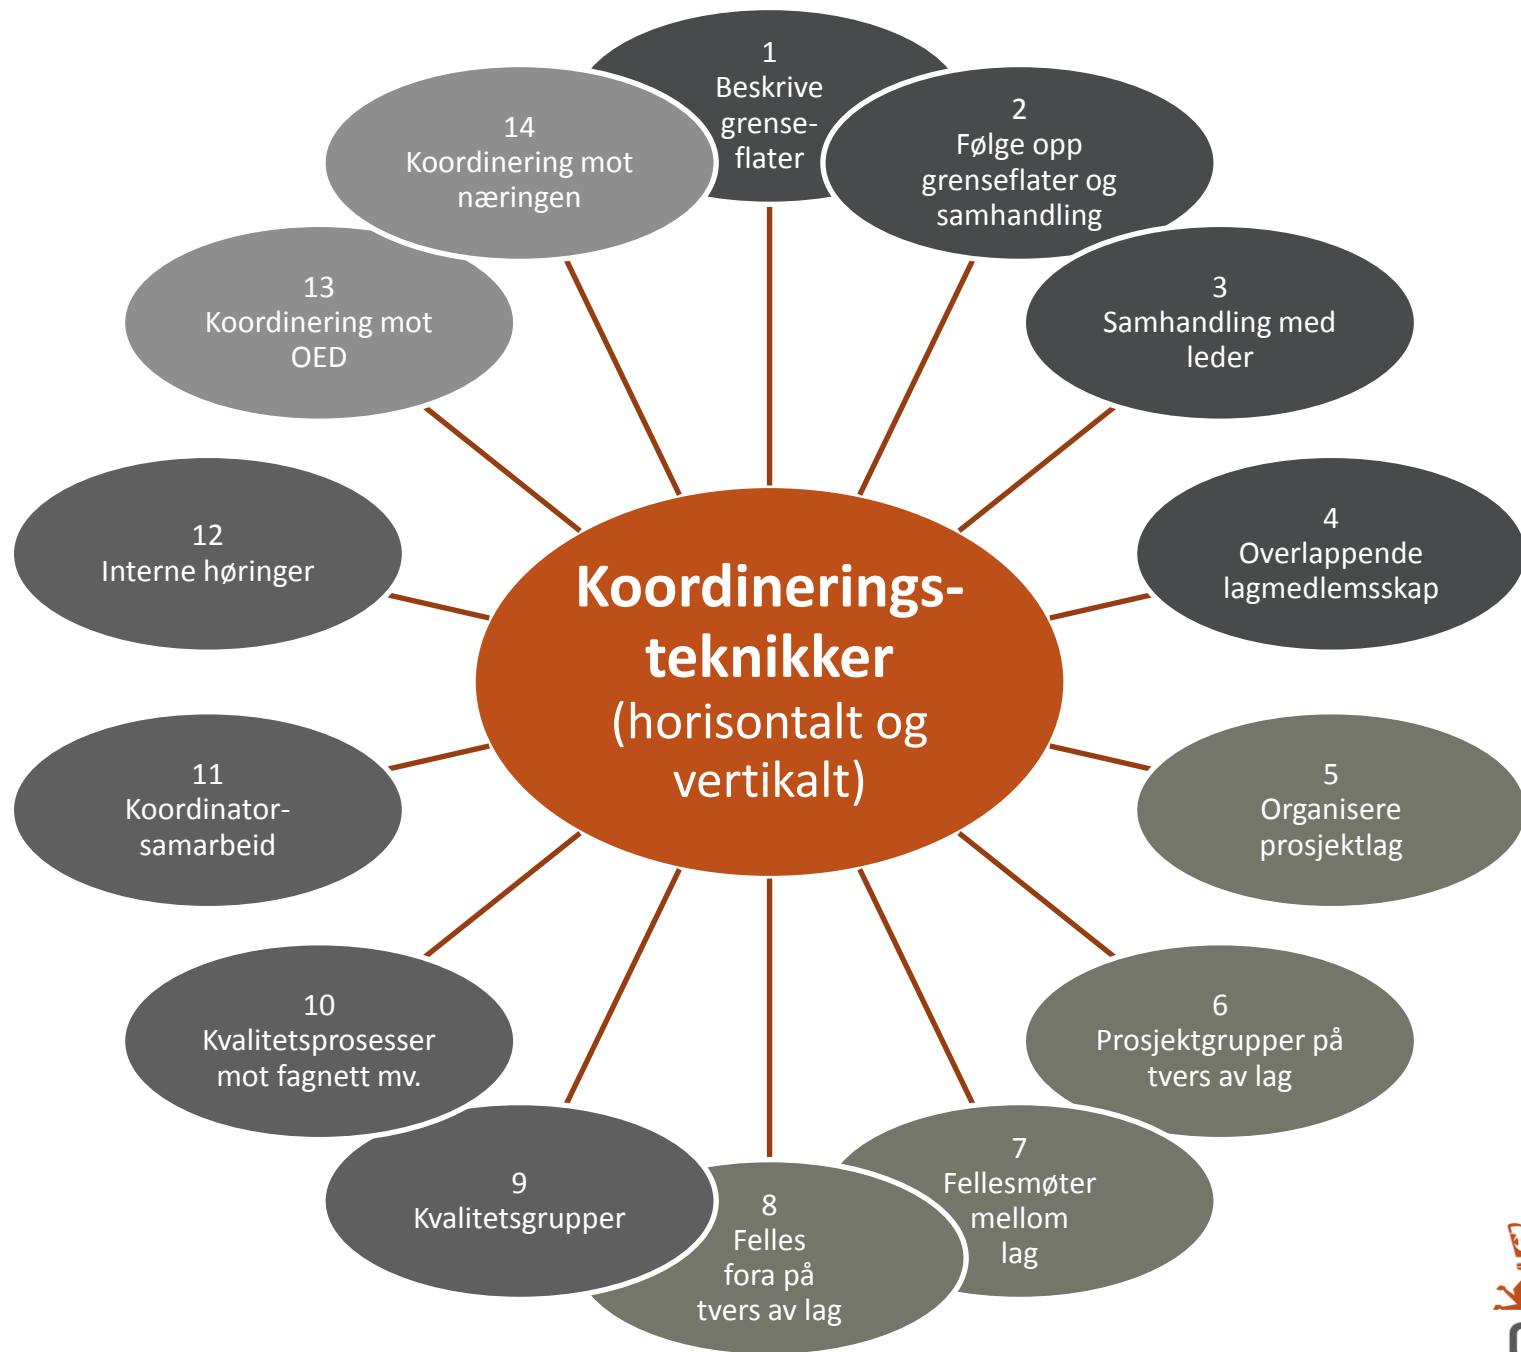 Koordinerings-
teknikker
(horisontalt og
vertikalt)
1
Beskrive
grense-
flater
2
Følge opp
grenseflater og
samhandling
3
Samhandling med
leder
4
Overlappende
lagmedlemsskap
5
Organisere
prosjektlag
6
Prosjektgrupper på
tvers av lag
7
Fellesmøter
mellom
lag
8
Felles
fora på
tvers av lag
9
Kvalitetsgrupper
10
Kvalitetsprosesser
mot fagnett mv.
11
Koordinator-
samarbeid
12
Interne høringer
13
Koordinering mot
OED
14
Koordinering mot
næringen